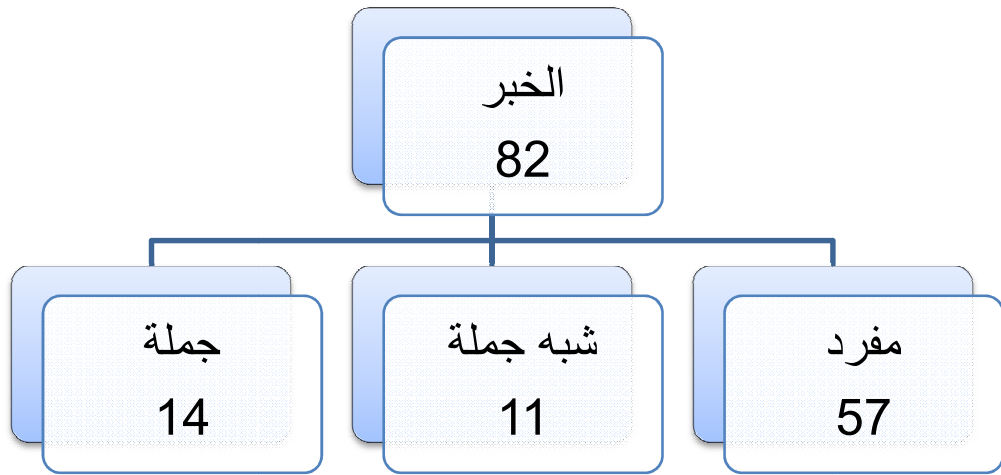 الخبر
82
مفرد
57
شبه جملة
11
جملة
14